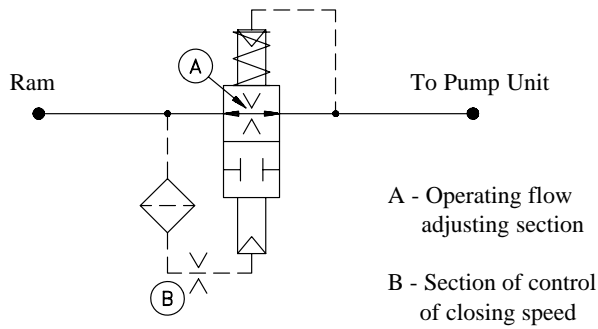 A
Ram
To Pump Unit
A - Operating flow
adjusting section
B
B - Section of control
of closing speed